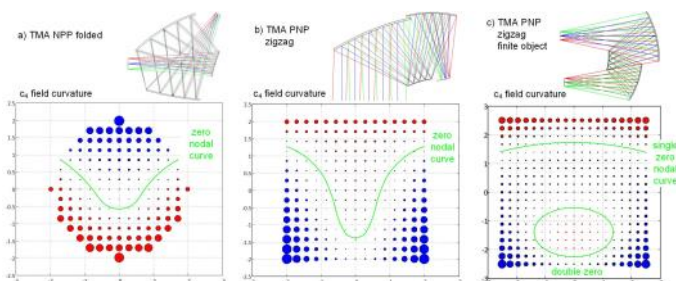 a) TMA NPP folded
c₄ field curvature
zero
nodal
curve
b) TMA PNP
zigzag
c₄ field curvature
zero
nodal
curve
c) TMA PNP
zigzag
finite object
c₄ field curvature
single
zero
nodal
curve
double zero